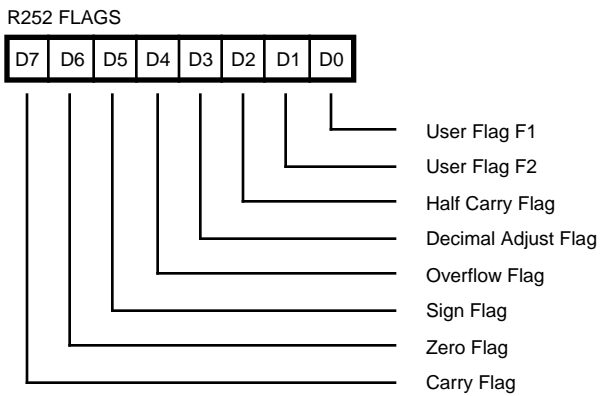 R252 FLAGS
D7 D6 D5 D4 D3 D2 D1 D0
User Flag F1
User Flag F2
Half Carry Flag
Decimal Adjust Flag
Overflow Flag
Sign Flag
Zero Flag
Carry Flag